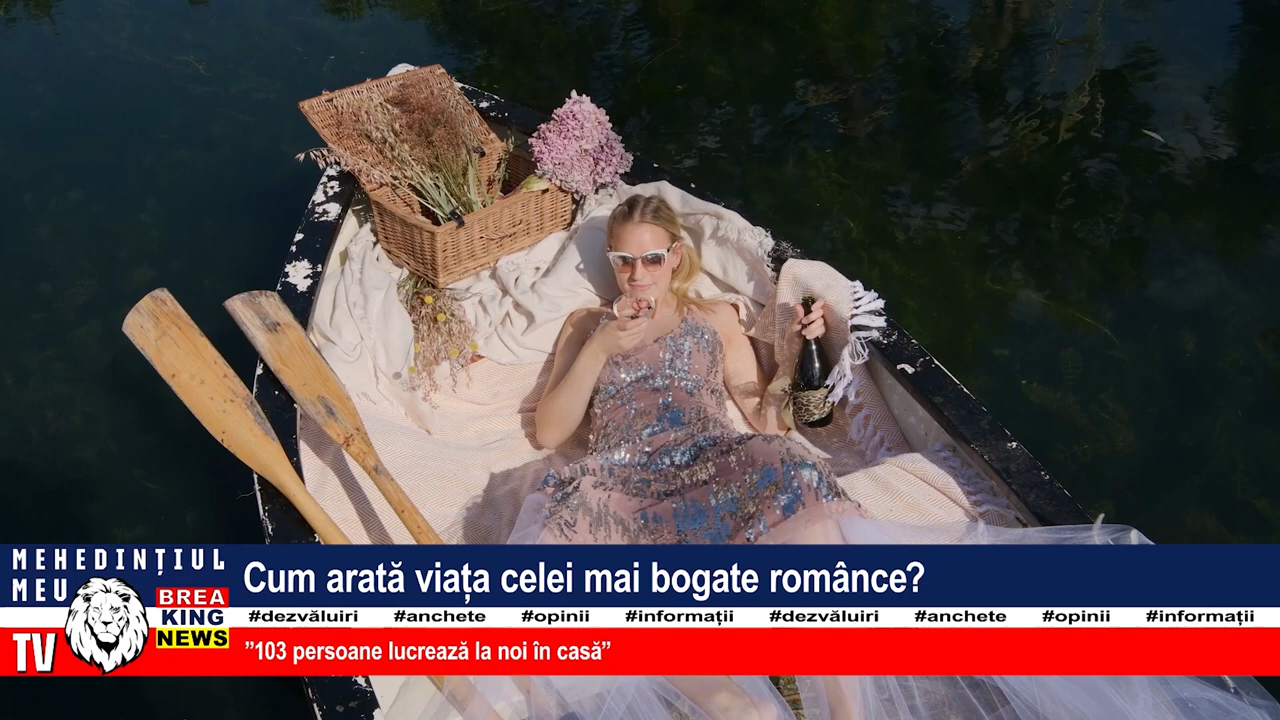 MEHEDINȚIUL
MEU
TV
BREA
KING
NEWS
Cum arată viața celei mai bogate românce?
#dezvăluiri #anchete #opinii #informații #dezvăluiri #anchete #opinii #informații
”103 persoane lucrează la noi în casă”